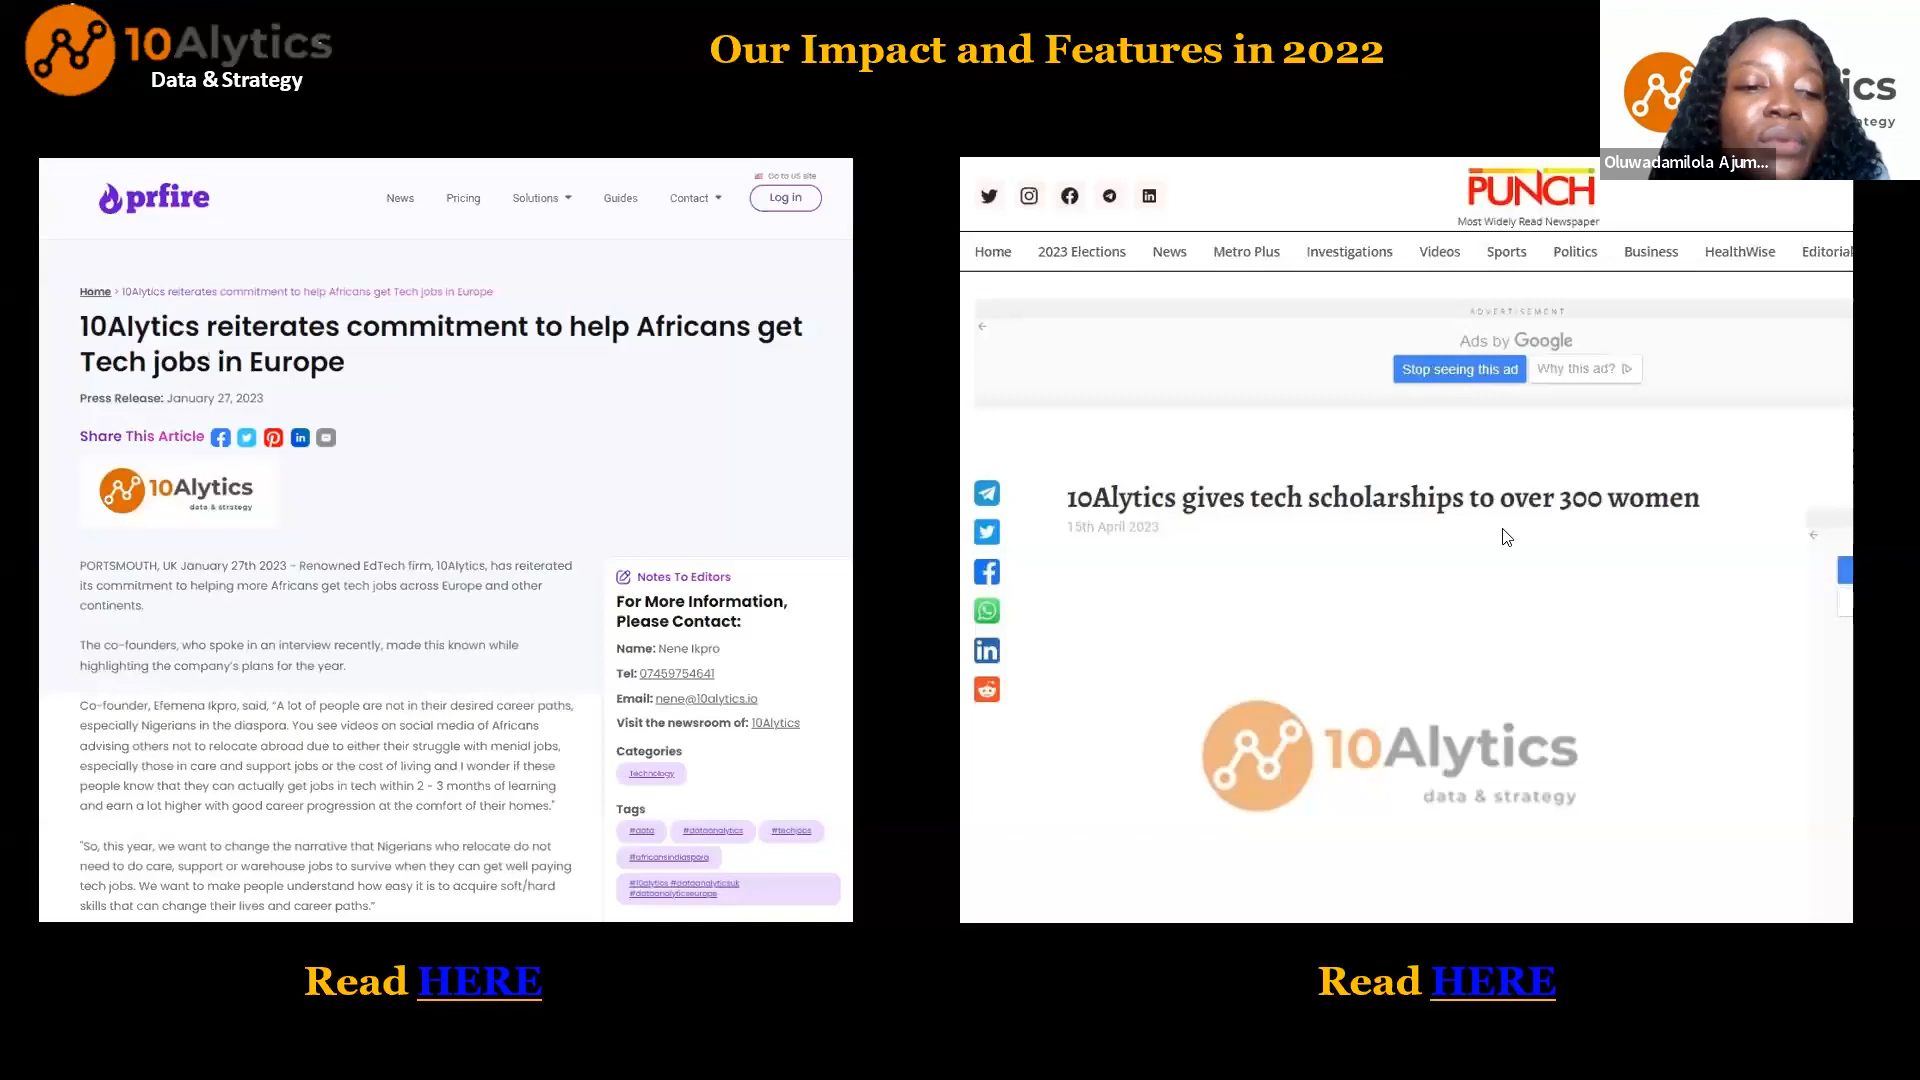 10Alytics
Data & Strategy
Our Impact and Features in 2022
ics
ategy
Oluwadamilola Ajum...
prfire
News
Pricing
Solutions
Guides
Contact
Go to US site
Log in
Home > 10Alytics reiterates commitment to help Africans get Tech jobs in Europe
10Alytics reiterates commitment to help Africans get
Tech jobs in Europe
Press Release: January 27, 2023
Share This Article
10Alytics
data & strategy
PORTSMOUTH, UK January 27th 2023 - Renowned EdTech firm, 10Alytics, has reiterated
its commitment to helping more Africans get tech jobs across Europe and other
continents.
The co-founders, who spoke in an interview recently, made this known while
highlighting the company's plans for the year.
Co-founder, Efemena Ikpro, said, "A lot of people are not in their desired career paths,
especially Nigerians in the diaspora. You see videos on social media of Africans
advising others not to relocate abroad due to either their struggle with menial jobs,
especially those in care and support jobs or the cost of living and I wonder if these
people know that they can actually get jobs in tech within 2 - 3 months of learning
and earn a lot higher with good career progression at the comfort of their homes."
"So, this year, we want to change the narrative that Nigerians who relocate do not
need to do care, support or warehouse jobs to survive when they can get well paying
tech jobs. We want to make people understand how easy it is to acquire soft/hard
skills that can change their lives and career paths."
Notes To Editors
For More Information,
Please Contact:
Name: Nene Ikpro
Tel: 07459754641
Email: nene@10alytics.io
Visit the newsroom of: 10Alytics
Categories
Technology
Tags
#data
#dataanalytics
#techjobs
#africansindiaspora
#10alytics #dataanalyticsuk
#dataanalyticseurope
Read HERE
PUNCH
Most Widely Read Newspaper
Home
2023 Elections
News
Metro Plus
Investigations
Videos
Sports
Politics
Business
HealthWise
Editorial
ADVERTISEMENT
Ads by Google
Stop seeing this ad
Why this ad?
10Alytics gives tech scholarships to over 300 women
15th April 2023
10Alytics
data & strategy
Read HERE